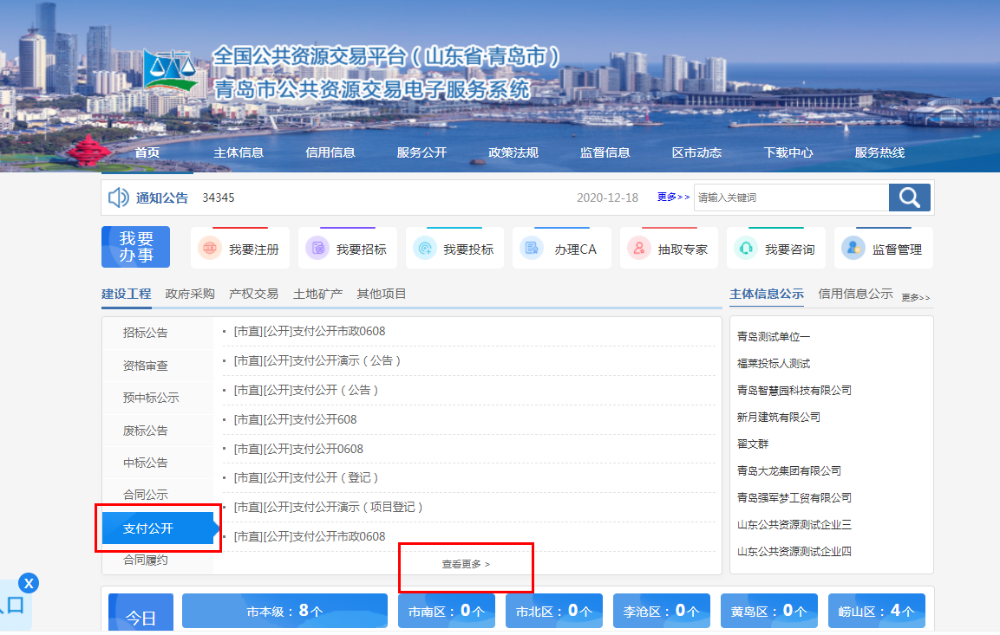 全国公共资源交易平台（山东省·青岛市）
青岛市公共资源交易电子服务系统
首页 主体信息 信用信息 服务公开 政策法规 监督信息 区市动态 下载中心 服务热线
通知公告 34345 2020-12-18 更多>> 请输入关键词
我要
办事
我要注册 我要招标 我要投标 办理CA 抽取专家 我要咨询 监督管理
建设工程 政府采购 产权交易 土地矿产 其他项目
主体信息公示 信用信息公示 更多>>
招标公告
资格审查
预中标公示
废标公告
中标公告
合同公示
支付公开
合同履约
[市直][公开]支付公开市政0608
[市直][公开]支付公开演示（公告）
[市直][公开]支付公开（公告）
[市直][公开]支付公开608
[市直][公开]支付公开0608
[市直][公开]支付公开（登记）
[市直][公开]支付公开演示（项目登记）
[市直][公开]支付公开市政0608
查看更多 >
青岛测试单位一
福莱投标人测试
青岛智慧园科技有限公司
新月建筑有限公司
翟文群
青岛大龙集团有限公司
青岛强军梦工贸有限公司
山东公共资源测试企业三
山东公共资源测试企业四
X
口
今日 市本级：8个 市南区：0个 市北区：0个 李沧区：0个 黄岛区：0个 崂山区：4个